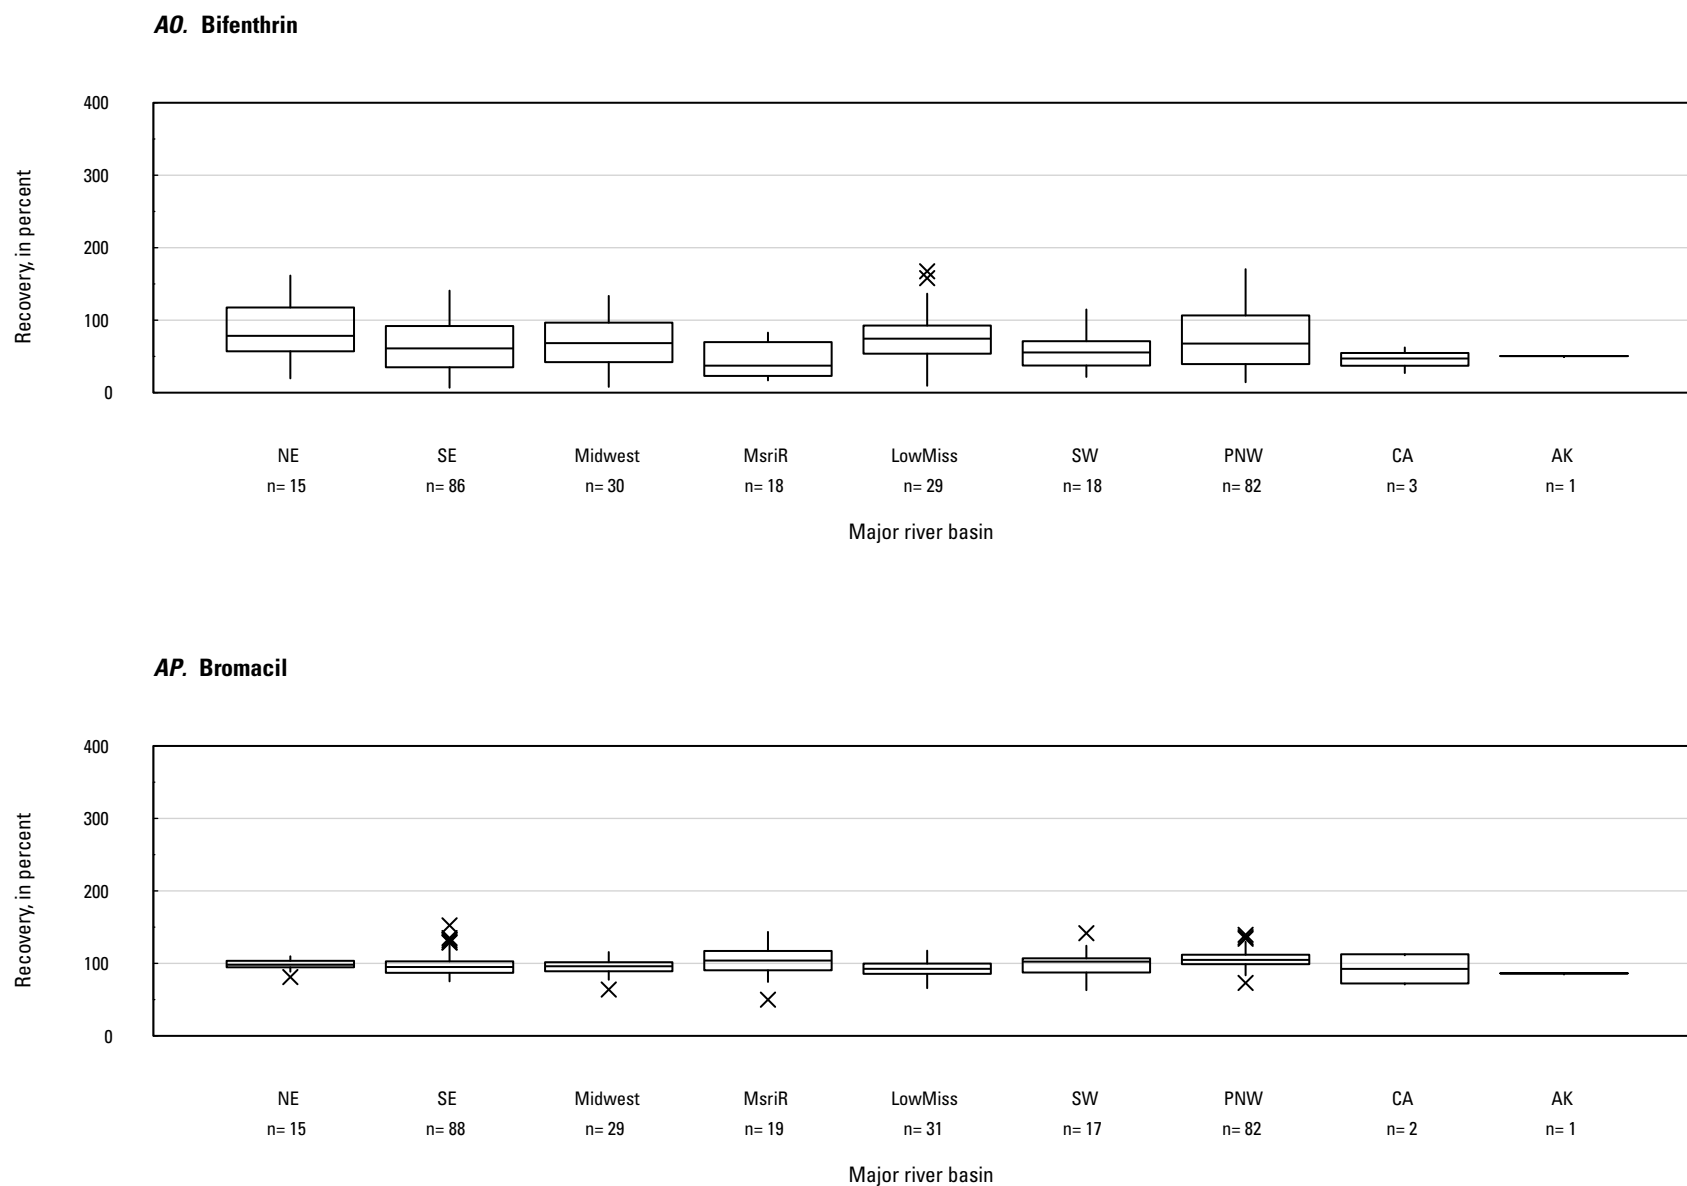 AO. Bifenthrin
400
300
200
100
0
Recovery, in percent
NE SE Midwest MsriR LowMiss SW PNW CA AK
n= 15 n= 86 n= 30 n= 18 n= 29 n= 18 n= 82 n= 3 n= 1
Major river basin
AP. Bromacil
400
300
200
100
0
Recovery, in percent
NE SE Midwest MsriR LowMiss SW PNW CA AK
n= 15 n= 88 n= 29 n= 19 n= 31 n= 17 n= 82 n= 2 n= 1
Major river basin